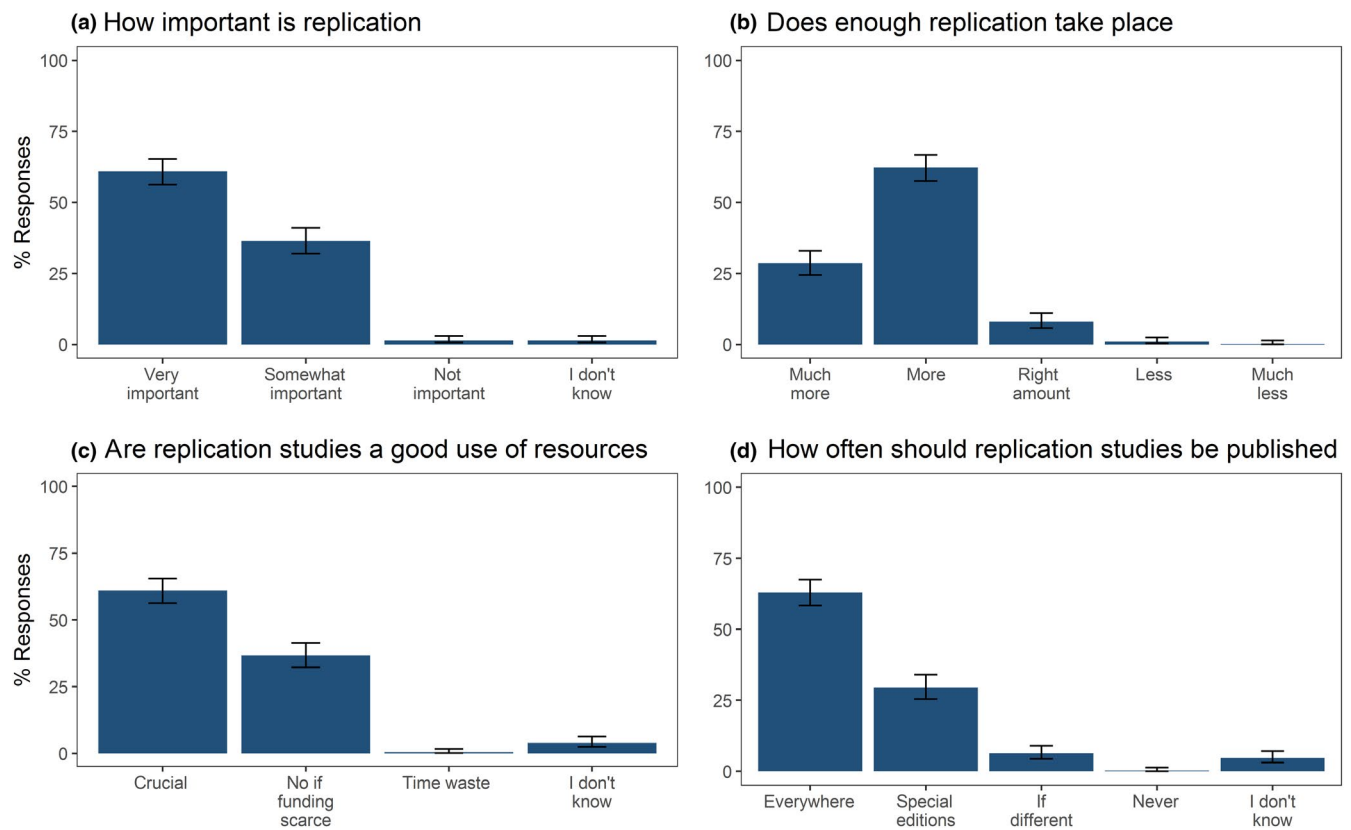 (a) How important is replication
100
75
50
25
0
% Responses
Very
important
Somewhat
important
Not
important
I don't
know
(b) Does enough replication take place
100
75
50
25
0
Much
more
More
Right
amount
Less
Much
less
(c) Are replication studies a good use of resources
100
75
50
25
0
% Responses
Crucial
No if
funding
scarce
Time waste
I don't
know
(d) How often should replication studies be published
100
75
50
25
0
Everywhere
Special
editions
If
different
Never
I don't
know